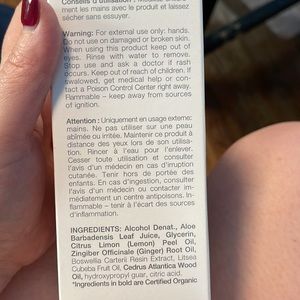 Conseils d'utilisation :
ment les mains avec le produit et laissez
sécher sans essuyer.
Warning: For external use only: hands.
Do not use on damaged or broken skin.
When using this product keep out of
eyes. Rinse with water to remove.
Stop use and ask a doctor if rash
occurs. Keep out of reach of children. If
swalowed, get medical help or contact
a Poison Control Center right away.
Flammable – keep away from sources
of ignition.
Attention : Uniquement en usage externe:
mains. Ne pas utiliser sur une peau
abîmée ou irritée. Maintenir ce produit à
distance des yeux lors de son utilisation.
Rincer à l'eau pour l'enlever.
Cesser toute utilisation et consulter
l'avis d'un médecin en cas d'irruption
cutanée. Tenir hors de portée des
enfants. En cas d'ingestion, consulter
l'avis d'un médecin ou contacter immédiatement
un centre antipoisons. Inflammable
– tenir à l'écart des sources
d'inflammation.
INGREDIENTS: Alcohol Denat., Aloe
Barbadensis Leaf Juice, Glycerin,
Citrus Limon (Lemon) Peel Oil,
Zingiber Officinale (Ginger) Root Oil,
Boswellia Carterii Resin Extract, Litsea
Cubeba Fruit Oil, Cedrus Atlantica Wood
Oil, hydroxypropyl guar, citric acid.
*Ingredients in bold are Certified Organic